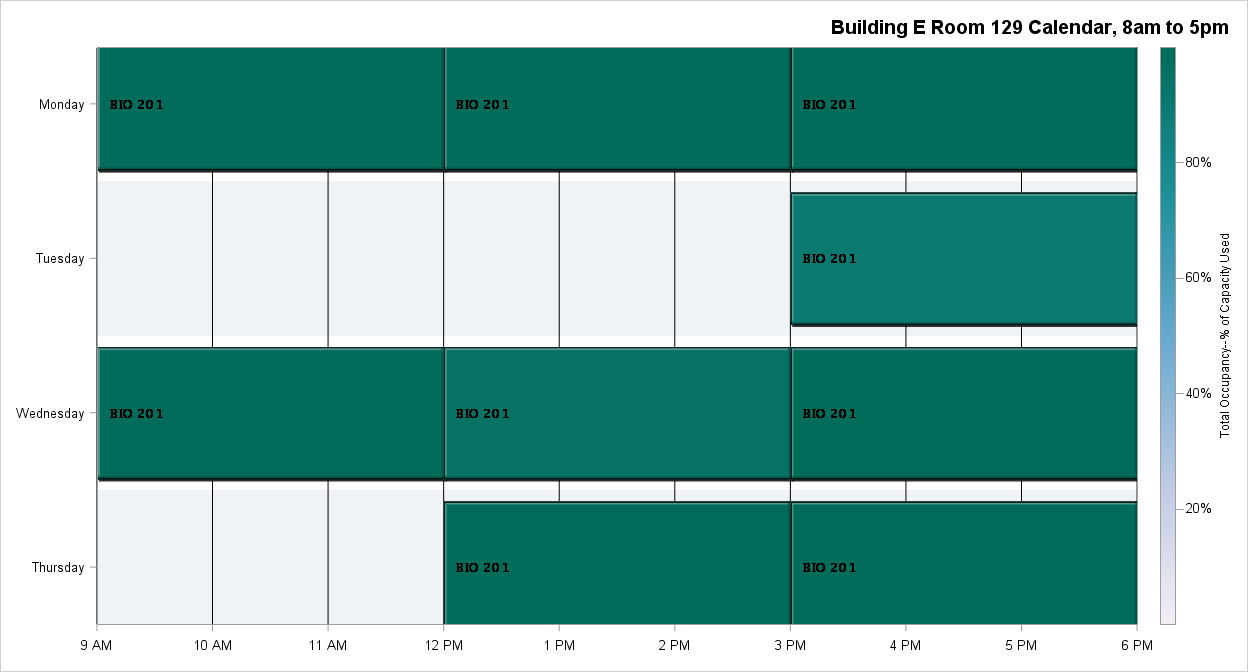 Building E Room 129 Calendar, 8am to 5pm
Monday
BIO 201
BIO 201
BIO 201
80%
Tuesday
BIO 201
60%
Total Occupancy--% of Capacity Used
40%
Wednesday
BIO 201
BIO 201
BIO 201
20%
Thursday
BIO 201
BIO 201
9 AM 10 AM 11 AM 12 PM 1 PM 2 PM 3 PM 4 PM 5 PM 6 PM